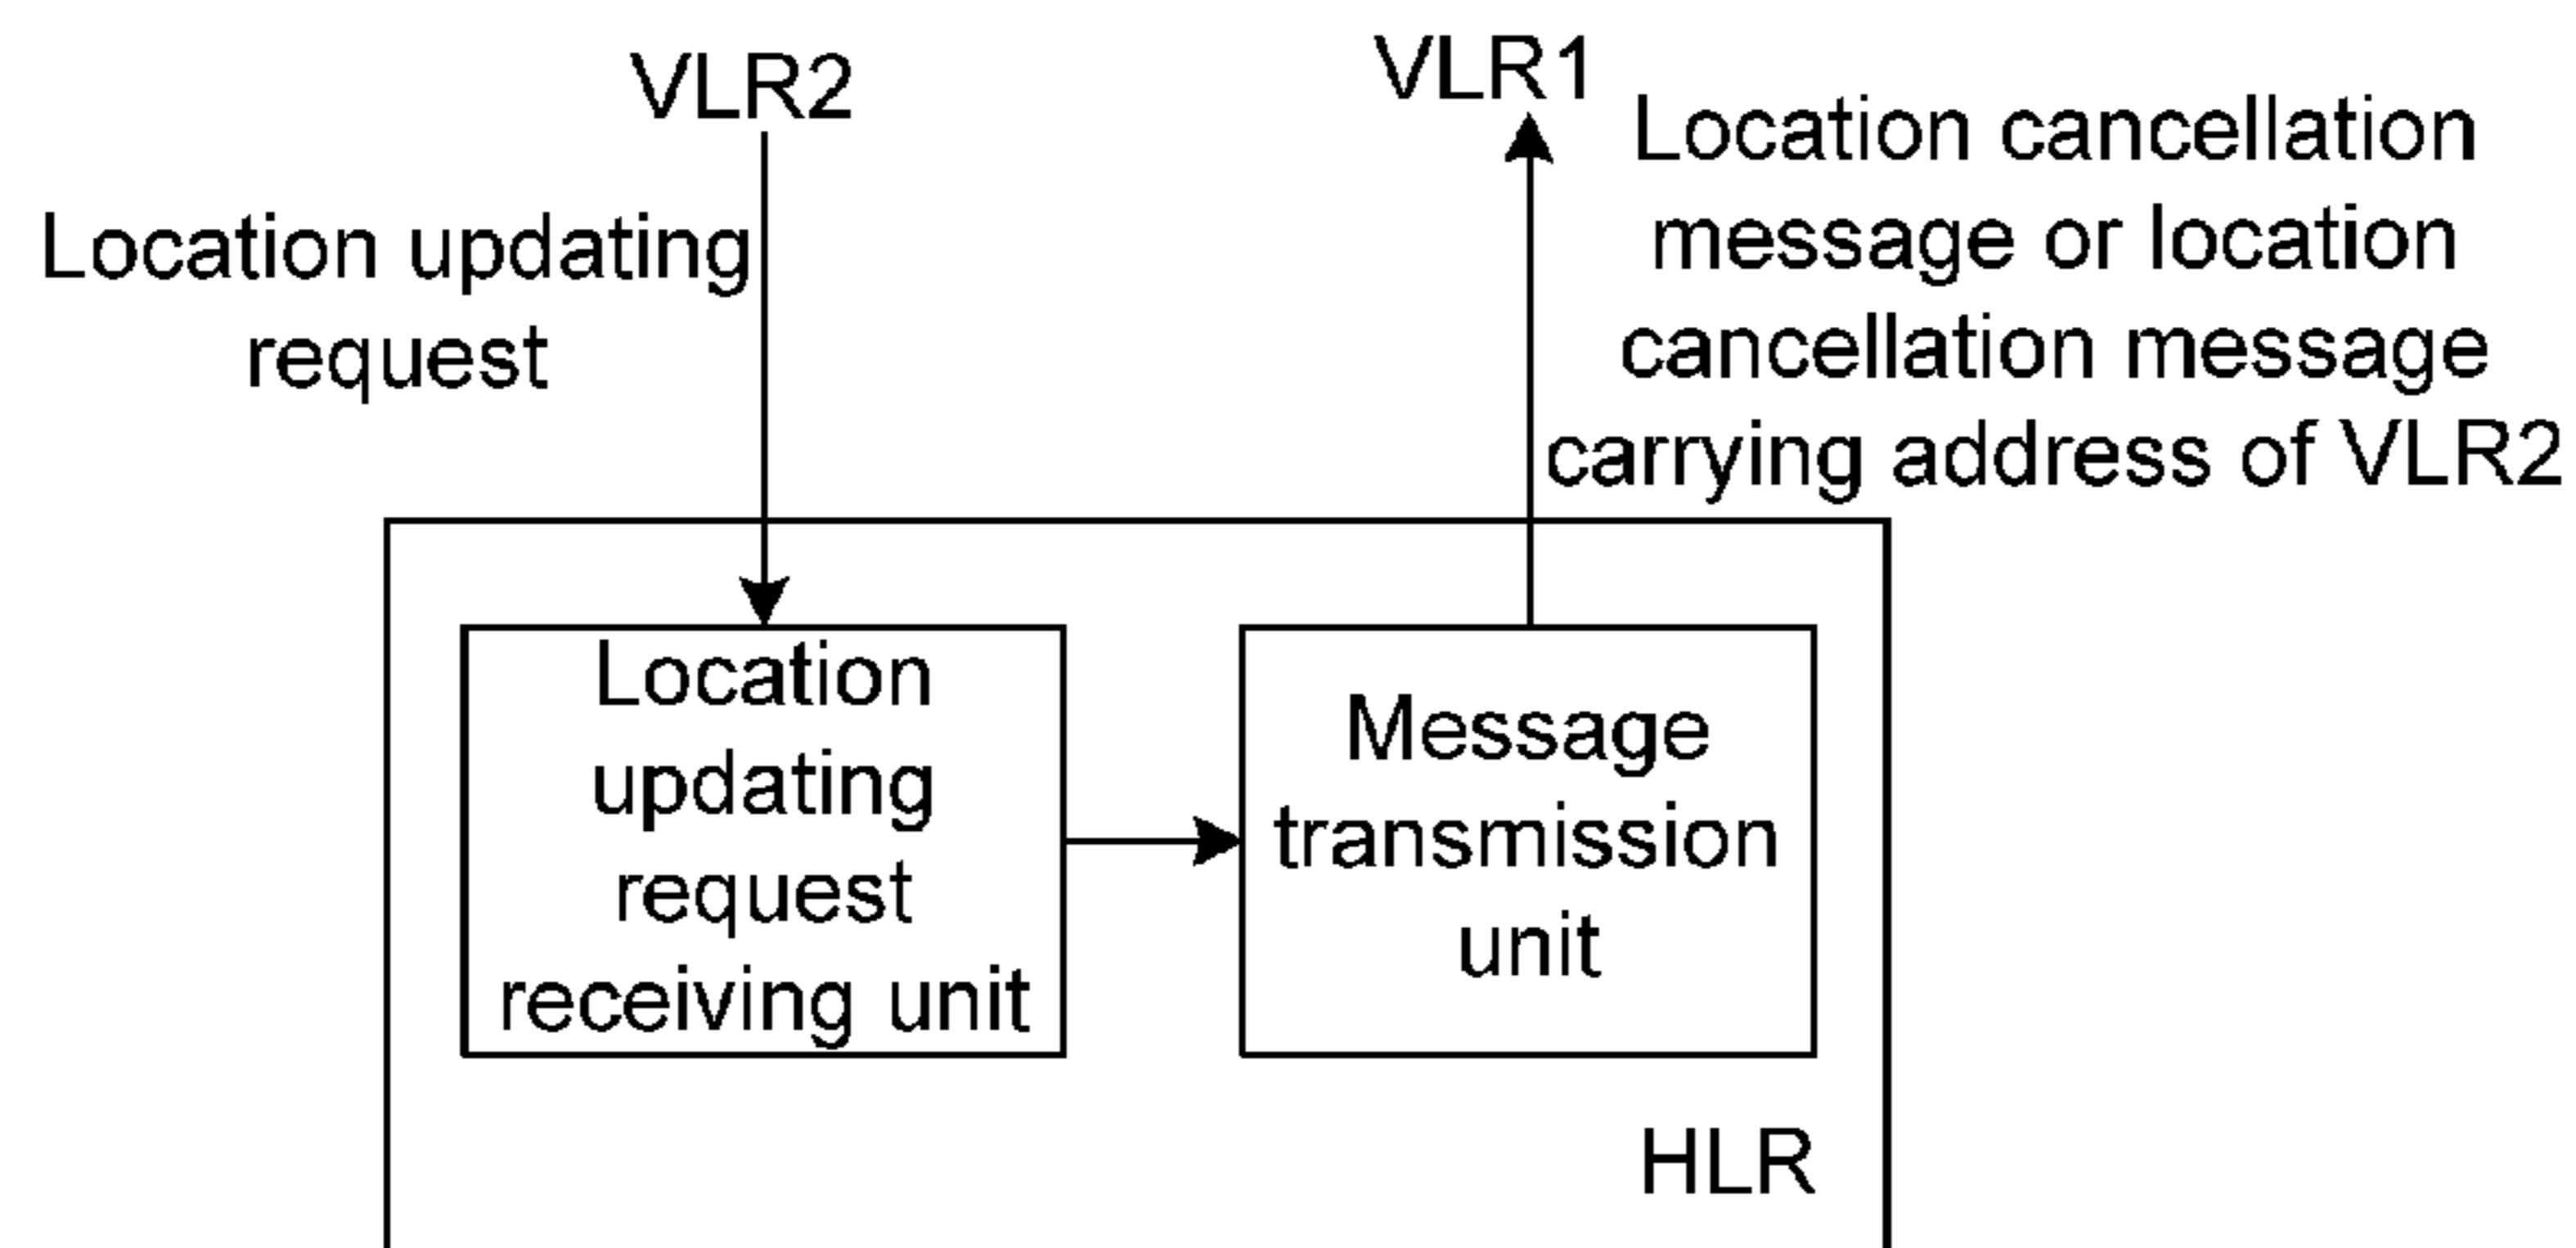 VLR2
VLR1
Location updating
request
Location cancellation
message or location
cancellation message
carrying address of VLR2
Location
updating
request
receiving unit
Message
transmission
unit
HLR